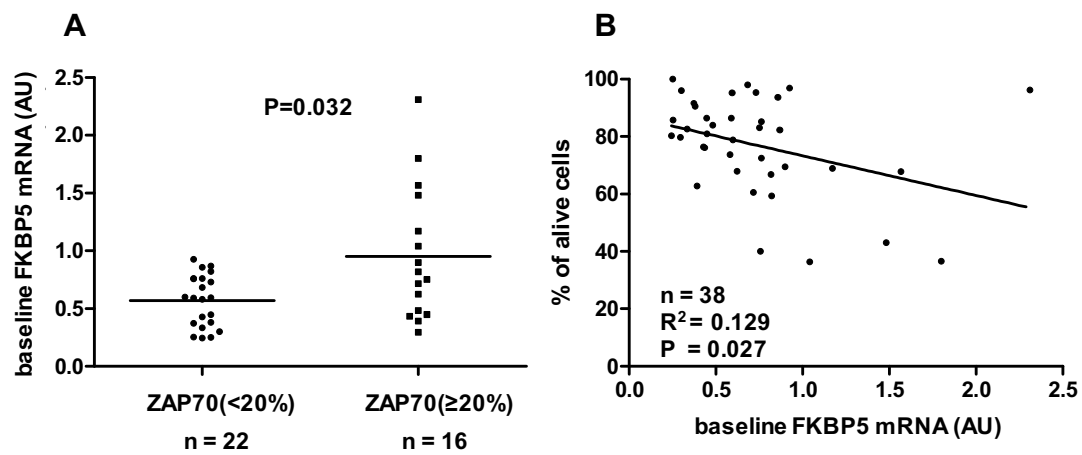 A
baseline FKBP5 mRNA (AU)
2.5
2.0
1.5
1.0
0.5
0.0
P=0.032
ZAP70(<20%)
ZAP70(≥20%)
n = 22
n = 16
B
% of alive cells
100
80
60
40
20
0
n = 38
R² = 0.129
P = 0.027
0.0
0.5
1.0
1.5
2.0
2.5
baseline FKBP5 mRNA (AU)